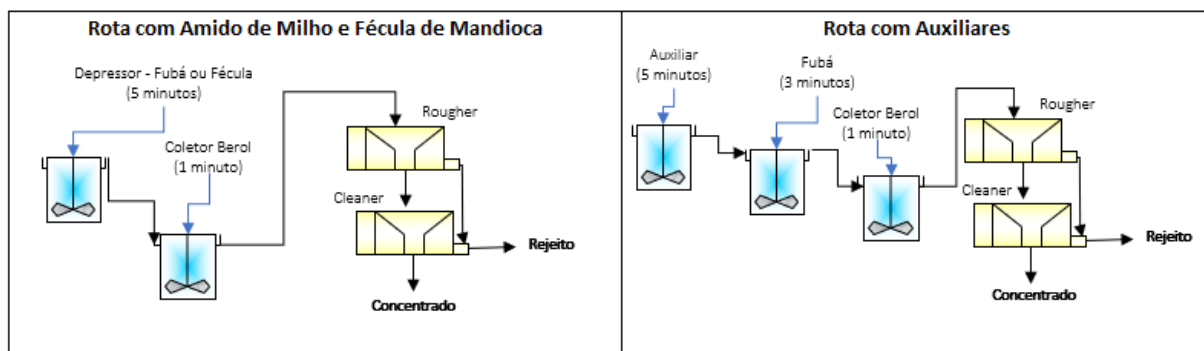 Rota com Amido de Milho e Fécula de Mandioca
Depressor - Fubá ou Fécula
(5 minutos)
Coletor Berol
(1 minuto)
Rougher
Cleaner
Rejeito
Concentrado
Rota com Auxiliares
Auxiliar
(5 minutos)
Fubá
(3 minutos)
Coletor Berol
(1 minuto)
Rougher
Cleaner
Rejeito
Concentrado